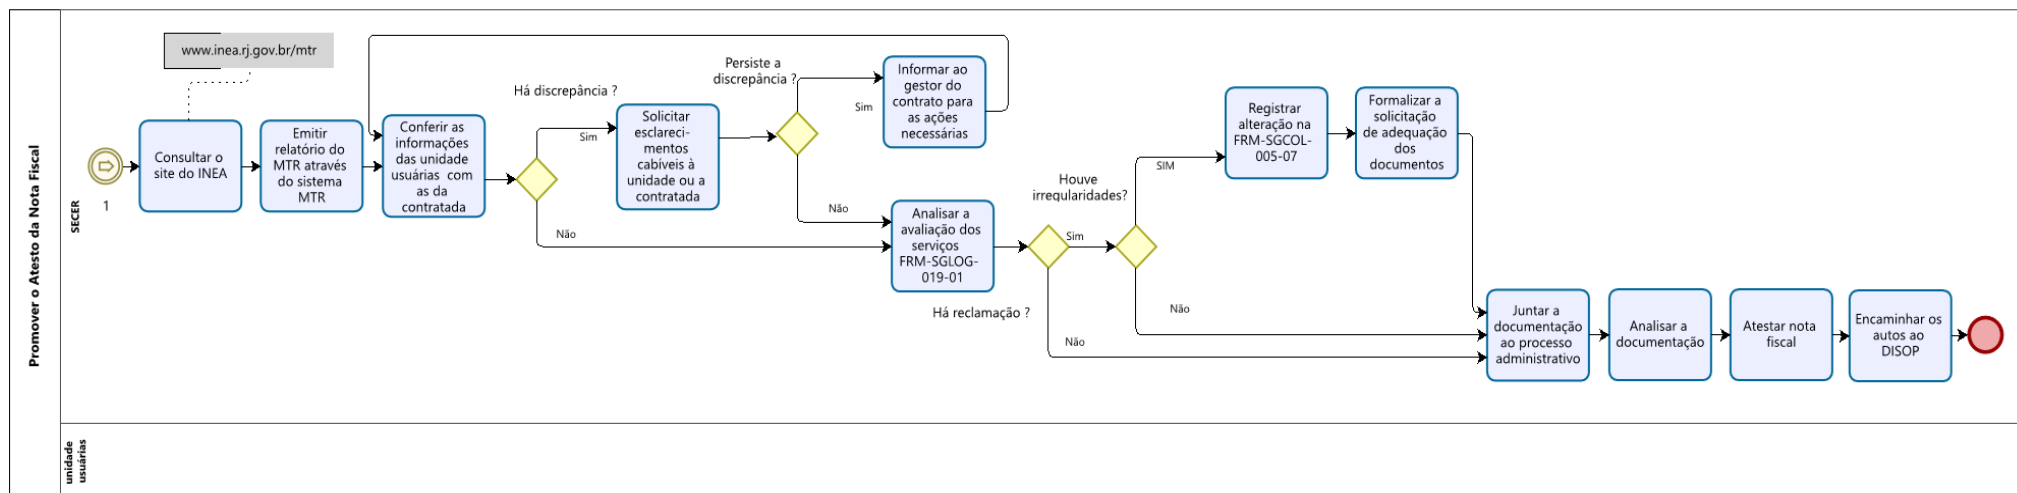 Promover o Atesto da Nota Fiscal
SECER
unidade
usuárias
www.inea.rj.gov.br/mtr
1
Consultar o
site do INEA
Emitir
relatório do
MTR através
do sistema
MTR
Conferir as
informações
das unidade
usuárias com
as da
contratada
Há discrepância ?
Sim
Não
Solicitar
esclareci-
mentos
cabíveis à
unidade ou a
contratada
Persiste a
discrepância ?
Sim
Não
Informar ao
gestor do
contrato para
as ações
necessárias
Analisar a
avaliação dos
serviços
FRM-SGLOG-
019-01
Há reclamação ?
Sim
Não
Houve
irregularidades?
SIM
Não
Registrar
alteração na
FRM-SGCOL-
005-07
Formalizar a
solicitação
de adequação
dos
documentos
Juntar a
documentação
ao processo
administrativo
Analisar a
documentação
Atestar nota
fiscal
Encaminhar os
autos ao
DISOP